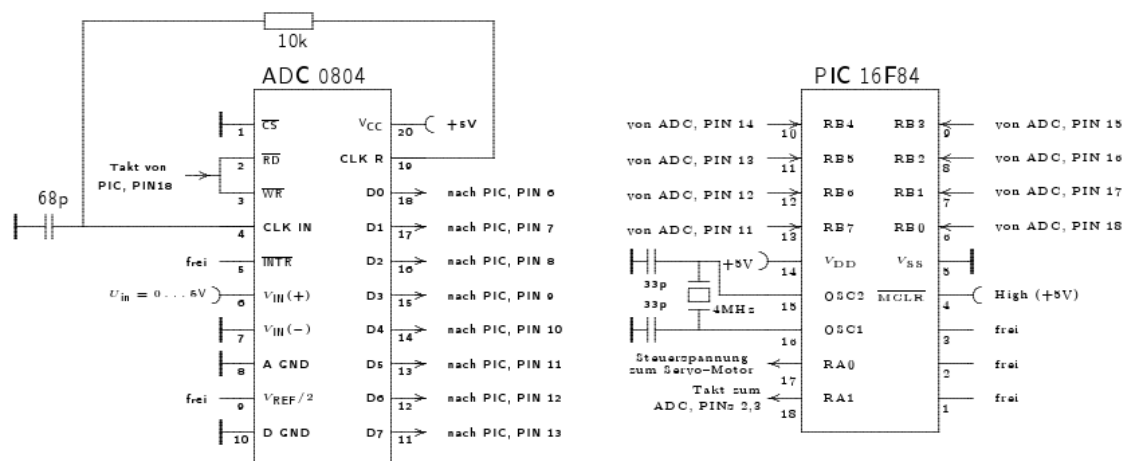 10k
ADC 0804
1 CS VCC 20 +5V
Takt von
PIC, PIN18
2 RD CLK R 19
3 WR D0 18 nach PIC, PIN 6
68p
4 CLK IN D1 17 nach PIC, PIN 7
frei 5 INTR D2 16 nach PIC, PIN 8
Uin = 0 ... 5V 6 VIN(+) D3 15 nach PIC, PIN 9
7 VIN(-) D4 14 nach PIC, PIN 10
8 A GND D5 13 nach PIC, PIN 11
frei 9 VREF/2 D6 12 nach PIC, PIN 12
10 D GND D7 11 nach PIC, PIN 13
PIC 16F84
von ADC, PIN 14 10 RB4 RB3 9 von ADC, PIN 15
von ADC, PIN 13 11 RB5 RB2 8 von ADC, PIN 16
von ADC, PIN 12 12 RB6 RB1 7 von ADC, PIN 17
von ADC, PIN 11 13 RB7 RB0 6 von ADC, PIN 18
+5V 14 VDD VSS 5
33p
33p
4MHz
15 OSC2 MCLR 4 High (+5V)
16 OSC1 3 frei
Steuerspannung
zum Servo-Motor
17 RA0 2 frei
Takt zum
ADC, PINs 2,3
18 RA1 1 frei